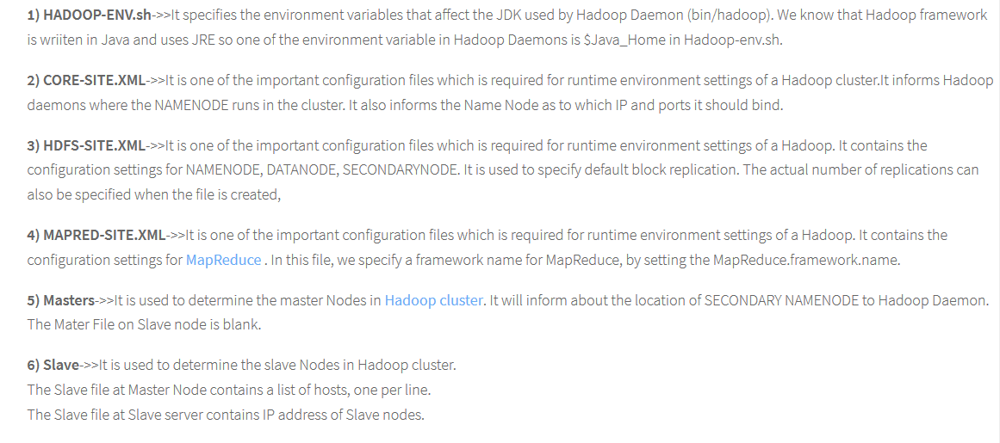 1) HADOOP-ENV.sh->>It specifies the environment variables that affect the JDK used by Hadoop Daemon (bin/hadoop). We know that Hadoop framework
is wriiten in Java and uses JRE so one of the environment variable in Hadoop Daemons is $Java_Home in Hadoop-env.sh.
2) CORE-SITE.XML->>It is one of the important configuration files which is required for runtime environment settings of a Hadoop cluster.It informs Hadoop
daemons where the NAMENODE runs in the cluster. It also informs the Name Node as to which IP and ports it should bind.
3) HDFS-SITE.XML->>It is one of the important configuration files which is required for runtime environment settings of a Hadoop. It contains the
configuration settings for NAMENODE, DATANODE, SECONDARYNODE. It is used to specify default block replication. The actual number of replications can
also be specified when the file is created,
4) MAPRED-SITE.XML->>It is one of the important configuration files which is required for runtime environment settings of a Hadoop. It contains the
configuration settings for MapReduce . In this file, we specify a framework name for MapReduce, by setting the MapReduce.framework.name.
5) Masters->>It is used to determine the master Nodes in Hadoop cluster. It will inform about the location of SECONDARY NAMENODE to Hadoop Daemon.
The Mater File on Slave node is blank.
6) Slave->>It is used to determine the slave Nodes in Hadoop cluster.
The Slave file at Master Node contains a list of hosts, one per line.
The Slave file at Slave server contains IP address of Slave nodes.